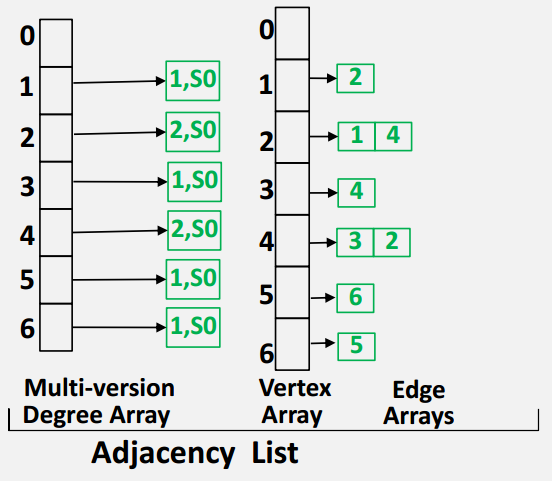 0
1 1,S0
2 2,S0
3 1,S0
4 2,S0
5 1,S0
6 1,S0
Multi-version
Degree Array
0
1 2
2 1 4
3 4
4 3 2
5 6
6 5
Vertex
Array
Edge
Arrays
Adjacency List